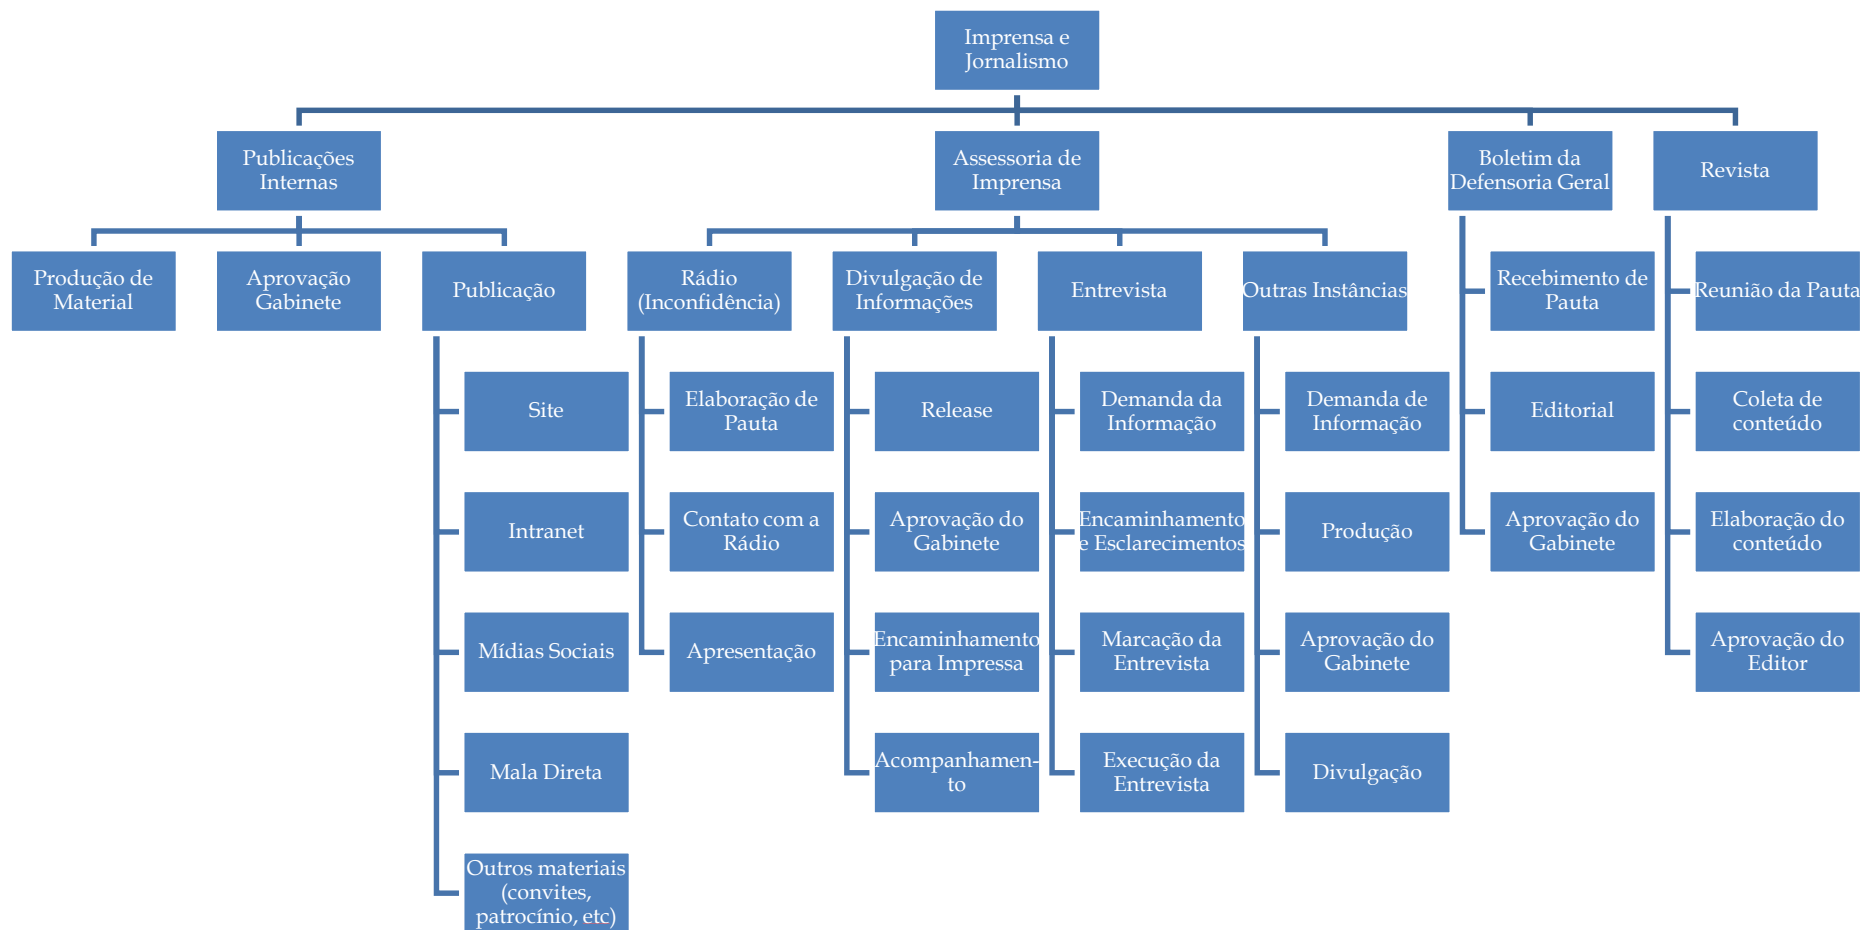 Imprensa e
Jornalismo
Publicações
Internas
Assessoria de
Imprensa
Boletim da
Defensoria Geral
Revista
Produção de
Material
Aprovação
Gabinete
Publicação
Rádio
(Inconfidência)
Divulgação de
Informações
Entrevista
Outras Instâncias
Recebimento de
Pauta
Reunião da Pauta
Site
Elaboração de
Pauta
Release
Demanda da
Informação
Demanda de
Informação
Editorial
Coleta de
conteúdo
Intranet
Contato com a
Rádio
Aprovação do
Gabinete
Encaminhamento
e Esclarecimentos
Produção
Aprovação do
Gabinete
Elaboração do
conteúdo
Mídias Sociais
Apresentação
Encaminhamento
para Impressa
Marcação da
Entrevista
Aprovação do
Gabinete
Aprovação do
Editor
Mala Direta
Acompanhamen-
to
Execução da
Entrevista
Divulgação
Outros materiais
(convites,
patrocínio, etc)